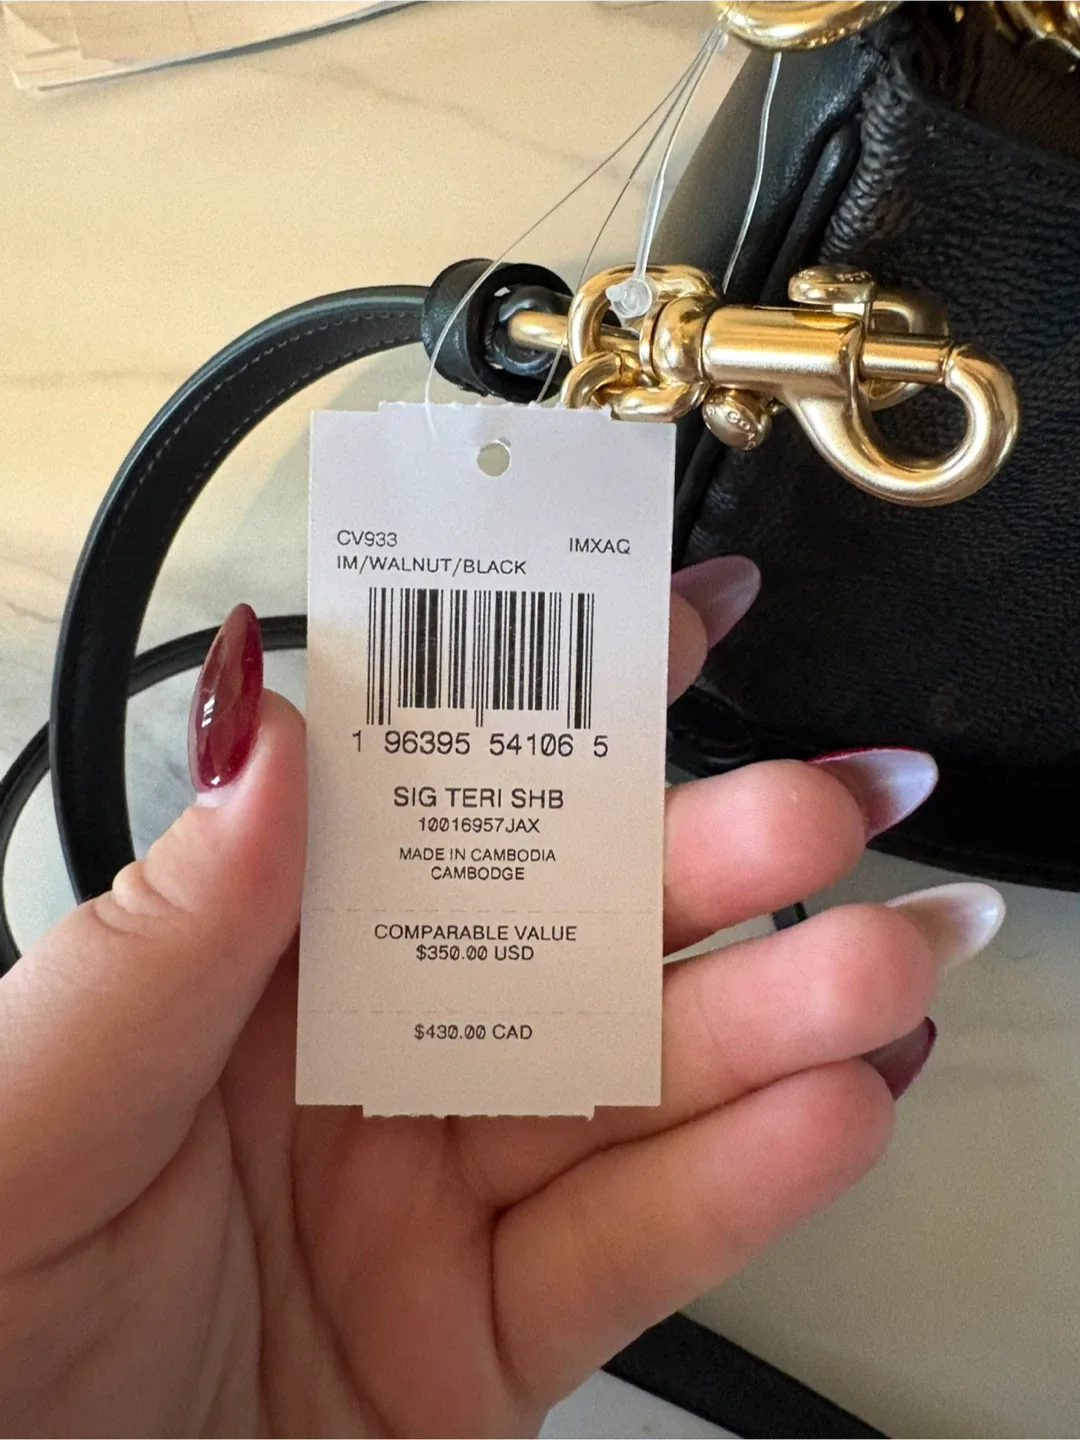 CV933
IMXAQ
IM/WALNUT/BLACK
1 96395 54106 5
SIG TERI SHB
10016957JAX
MADE IN CAMBODIA
CAMBODGE
COMPARABLE VALUE
$350.00 USD
$430.00 CAD